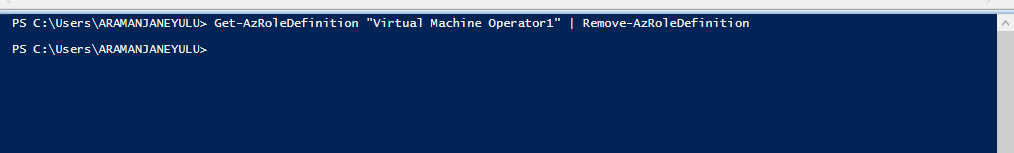 PS C:\Users\ARAMANJANEYULU> Get-AzRoleDefinition "Virtual Machine Operator1" | Remove-AzRoleDefinition
PS C:\Users\ARAMANJANEYULU>